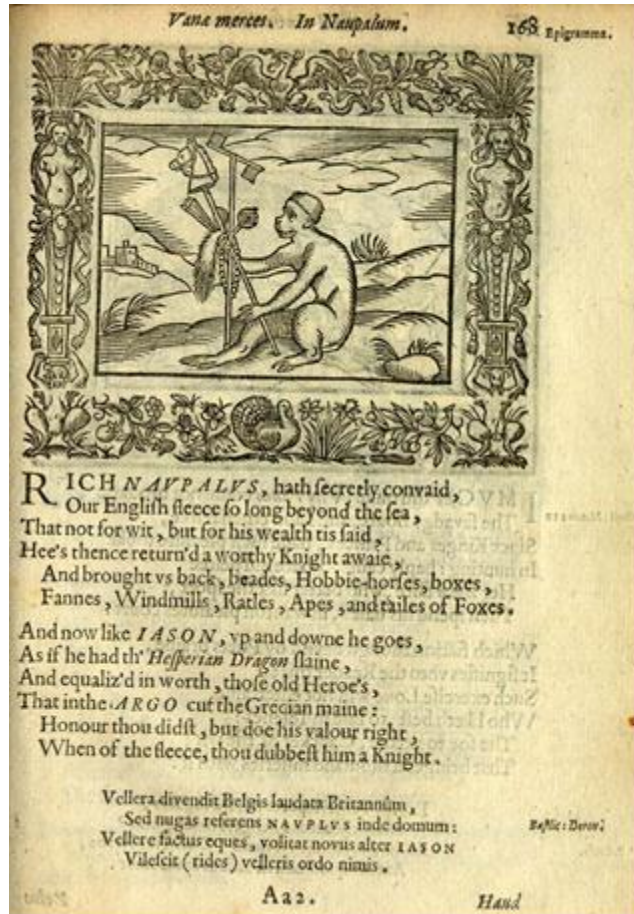 Vanæ merces. In Naupalum.
168
Epigramma.
RICH NAVPALVS, hath ſecretly convaid,
Our Engliſh fleece ſo long beyond the ſea,
That not for wit, but for his wealth tis ſaid,
Hee's thence return'd a worthy Knight awaie,
And brought vs back, beades, Hobbie-horſes, boxes,
Fannes, Windmills, Ratles, Apes, and tailes of Foxes.
And now like IASON, vp and downe he goes,
As if he had th' Heſperian Dragon ſlaine,
And equaliz'd in worth, thoſe old Heroe's,
That in the ARGO cut the Grecian maine:
Honour thou didſt, but doe his valour right,
When of the fleece, thou dubbeſt him a Knight.
Vellera divendit Belgis laudata Britannûm,
Sed nugas referens NAVPLVS inde domum:
Baſilic: Doron.
Vellere factus eques, volitat novus alter IASON
Vileſcit (rides) velleris ordo nimis.
Aa2.
Hand